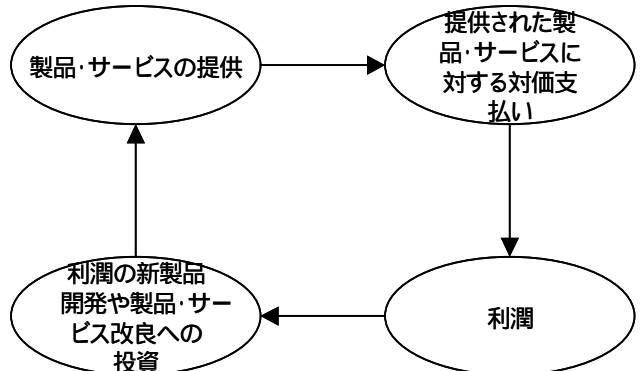 製品･サービスの提供
提供された製
品･サービスに
対する対価支
払い
利潤の新製品
開発や製品･サー
ビス改良への
投資
利潤